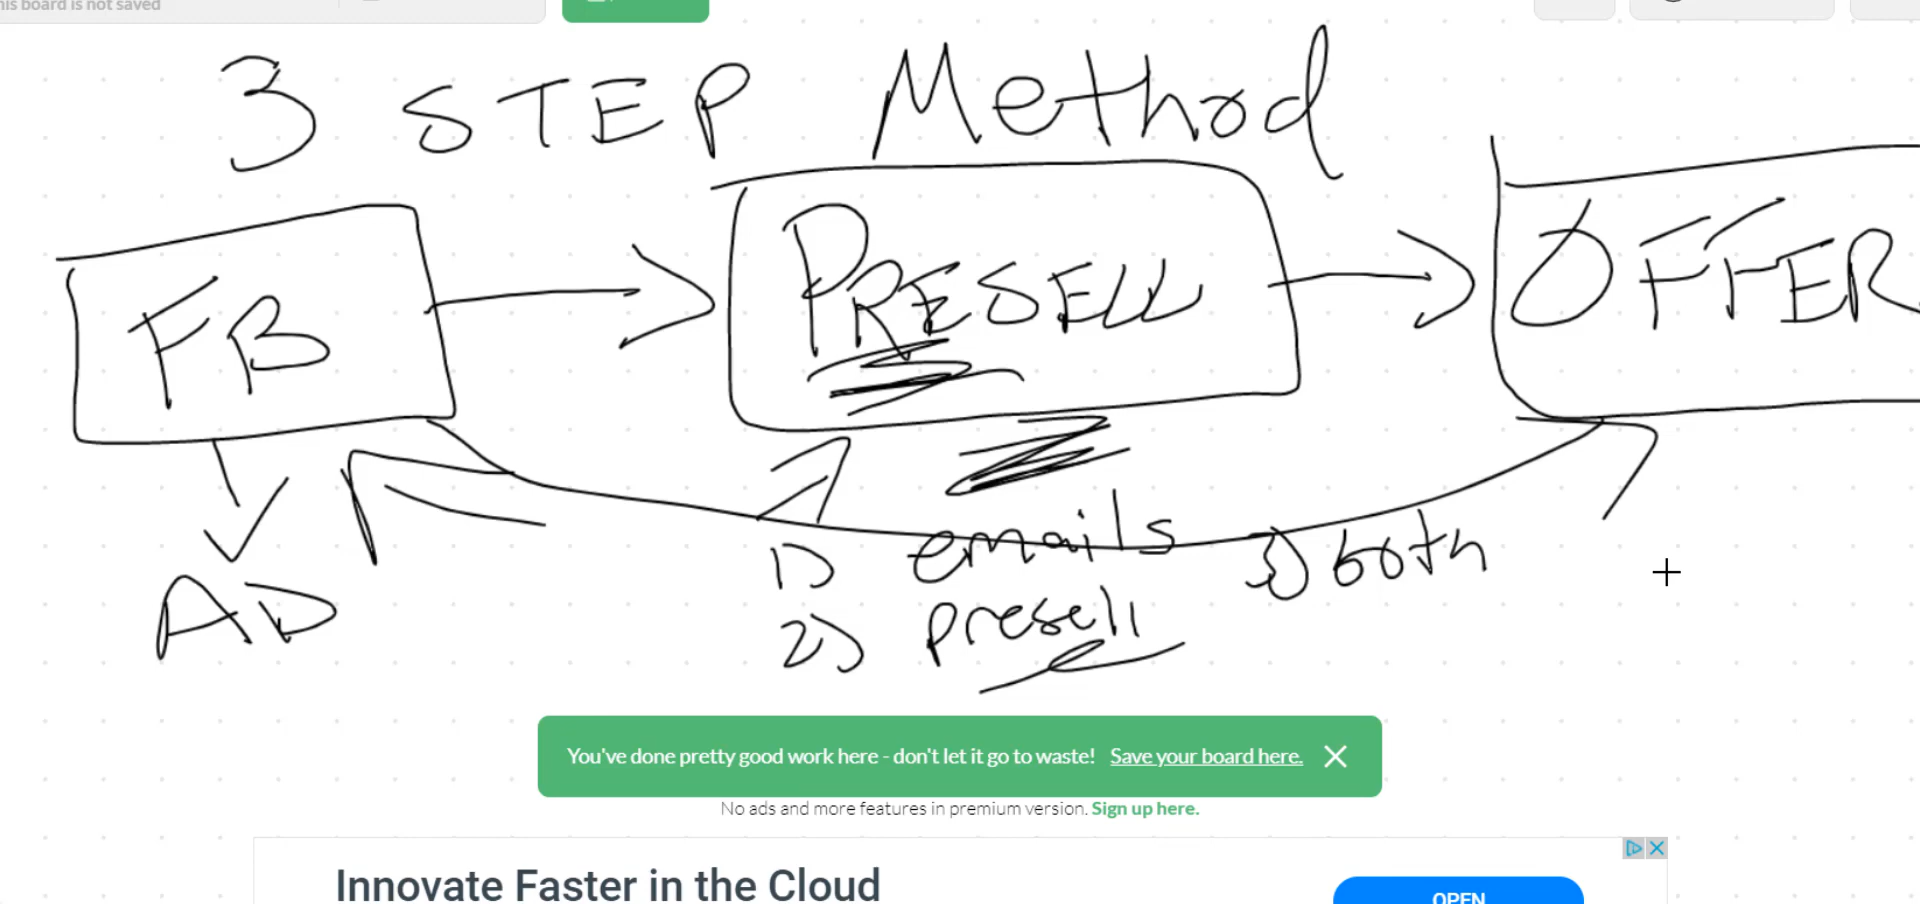 his board is not saved
3 STEP Method
FB
PRESELL
OFFER
AD
1) emails
2) presell
3) both
You've done pretty good work here - don't let it go to waste! Save your board here.
No ads and more features in premium version. Sign up here.
Innovate Faster in the Cloud
OPEN